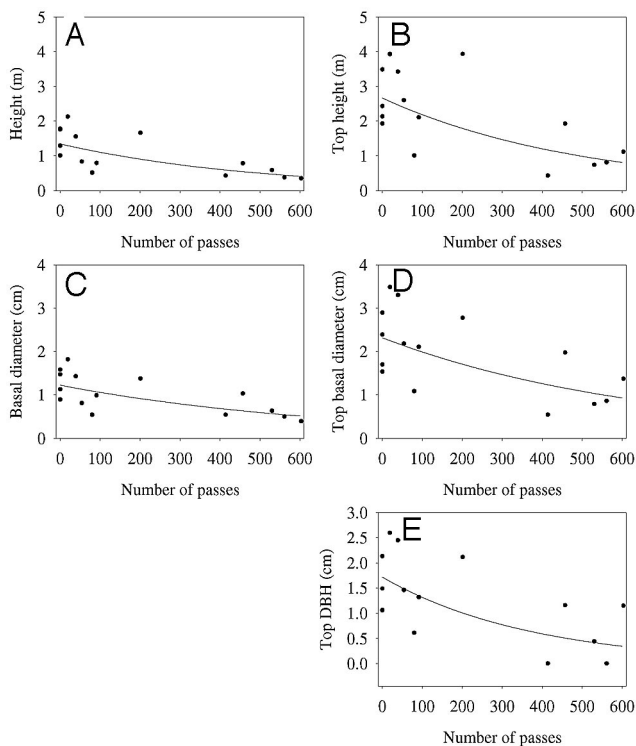 A
B
5
4
3
2
1
0
Height (m)
0 100 200 300 400 500 600
Number of passes
5
4
3
2
1
0
Top height (m)
0 100 200 300 400 500 600
Number of passes
C
D
4
3
2
1
0
Basal diameter (cm)
0 100 200 300 400 500 600
Number of passes
4
3
2
1
0
Top basal diameter (cm)
0 100 200 300 400 500 600
Number of passes
E
3.0
2.5
2.0
1.5
1.0
0.5
0.0
Top DBH (cm)
0 100 200 300 400 500 600
Number of passes